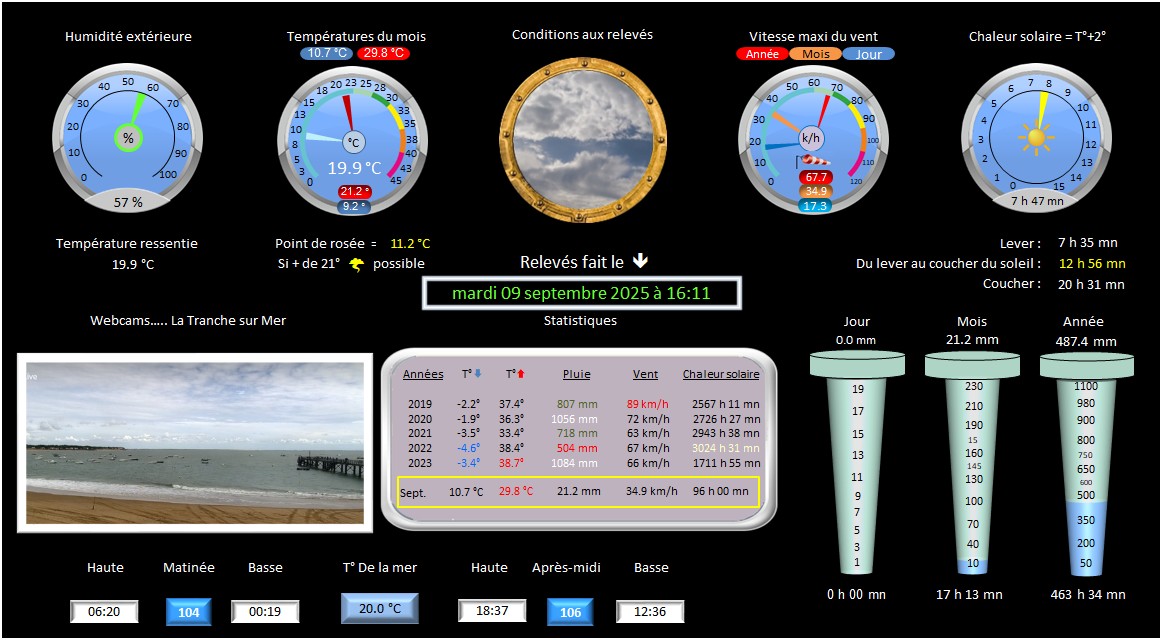 Humidité extérieure
Températures du mois
10.7 °C 29.8 °C
Conditions aux relevés
Vitesse maxi du vent
Année Mois Jour
Chaleur solaire = T°+2°
0 10 20 30 40 50 60 70 80 90 100
%
57 %
0 3 5 8 10 13 15 18 20 23 25 28 30 33 35 38 40 43 45
°C
19.9 °C
21.2 °
9.2 °
0 10 20 30 40 50 60 70 80 90 100 110 120
k/h
67.7
34.9
17.3
0 1 2 3 4 5 6 7 8 9 10 11 12 13 14 15
7 h 47 mn
Température ressentie
19.9 °C
Point de rosée = 11.2 °C
Si + de 21° possible
Relevés fait le
mardi 09 septembre 2025 à 16:11
Lever : 7 h 35 mn
Du lever au coucher du soleil : 12 h 56 mn
Coucher : 20 h 31 mn
Webcams..... La Tranche sur Mer
Statistiques
Années T° T° Pluie Vent Chaleur solaire
2019 -2.2° 37.4° 807 mm 89 km/h 2567 h 11 mn
2020 -1.9° 36.3° 1056 mm 72 km/h 2726 h 27 mn
2021 -3.5° 33.4° 718 mm 63 km/h 2943 h 38 mn
2022 -4.6° 38.4° 504 mm 67 km/h 3024 h 31 mn
2023 -3.4° 38.7° 1084 mm 66 km/h 1711 h 55 mn
Sept. 10.7 °C 29.8 °C 21.2 mm 34.9 km/h 96 h 00 mn
Jour
0.0 mm
19
17
15
13
11
9
7
5
3
1
0 h 00 mn
Mois
21.2 mm
230
210
190
15
160
145
130
100
70
40
10
17 h 13 mn
Année
487.4 mm
1100
980
900
800
750
650
600
500
350
200
50
463 h 34 mn
Haute Matinée Basse
06:20 104 00:19
T° De la mer
20.0 °C
Haute Après-midi Basse
18:37 106 12:36